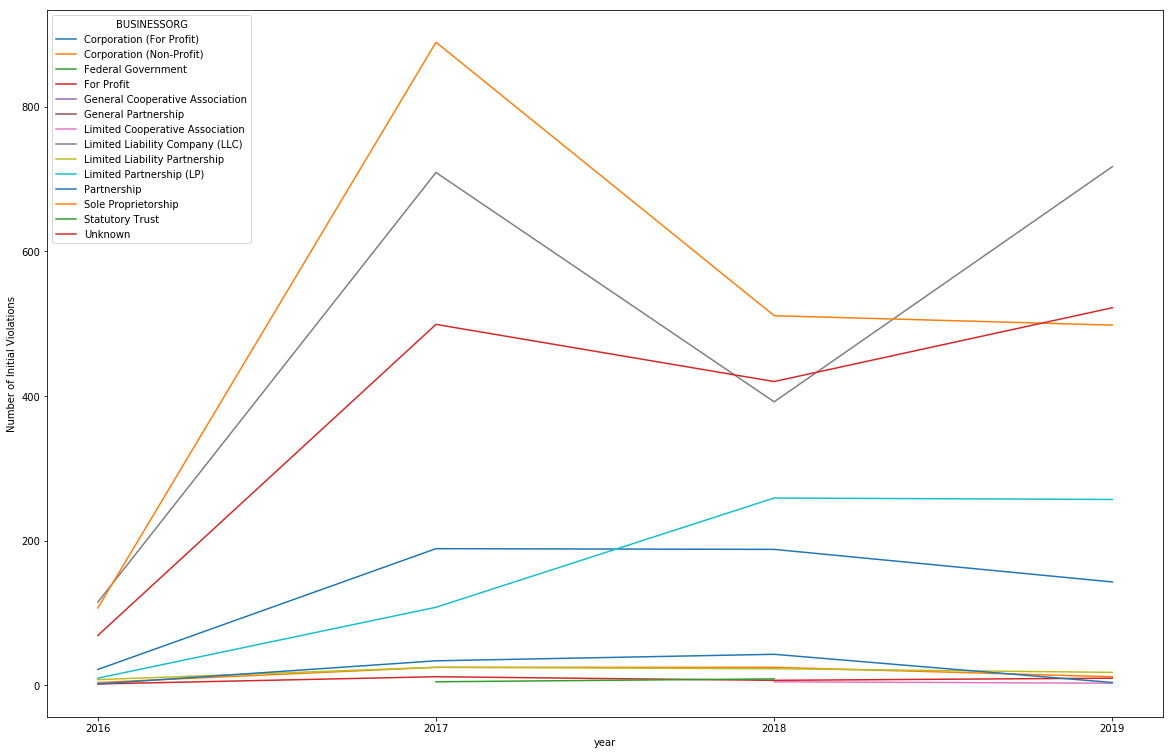 BUSINESSORG
Corporation (For Profit)
Corporation (Non-Profit)
Federal Government
For Profit
General Cooperative Association
General Partnership
Limited Cooperative Association
Limited Liability Company (LLC)
Limited Liability Partnership
Limited Partnership (LP)
Partnership
Sole Proprietorship
Statutory Trust
Unknown
800
600
400
200
0
Number of Initial Violations
2016 2017 2018 2019
year